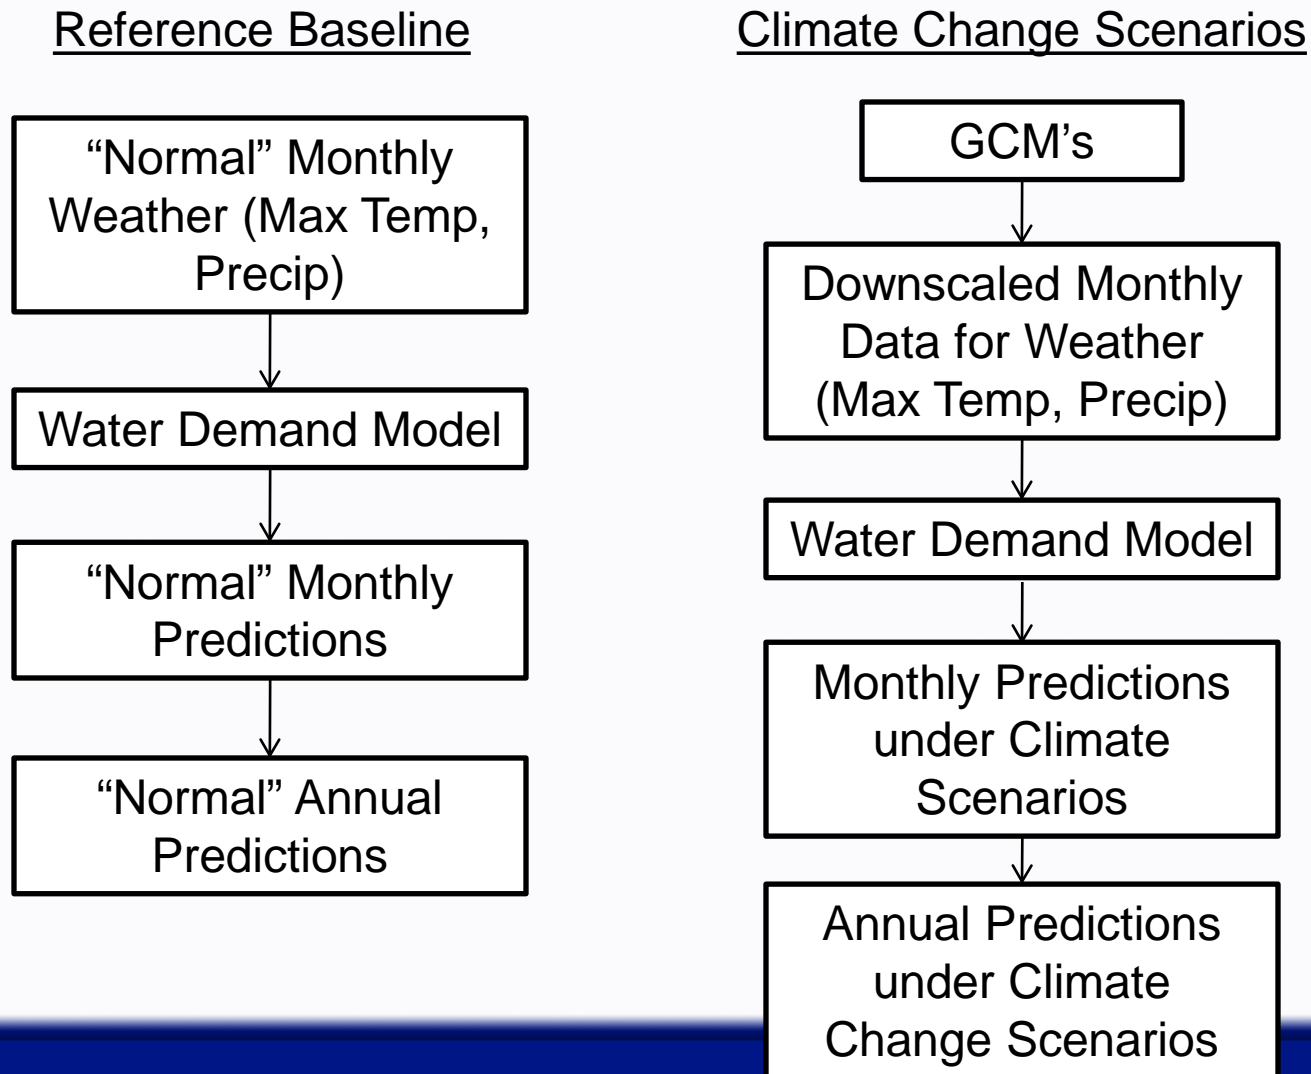 Reference Baseline
“Normal” Monthly
Weather (Max Temp,
Precip)
Water Demand Model
“Normal” Monthly
Predictions
“Normal” Annual
Predictions
Climate Change Scenarios
GCM’s
Downscaled Monthly
Data for Weather
(Max Temp, Precip)
Water Demand Model
Monthly Predictions
under Climate
Scenarios
Annual Predictions
under Climate
Change Scenarios